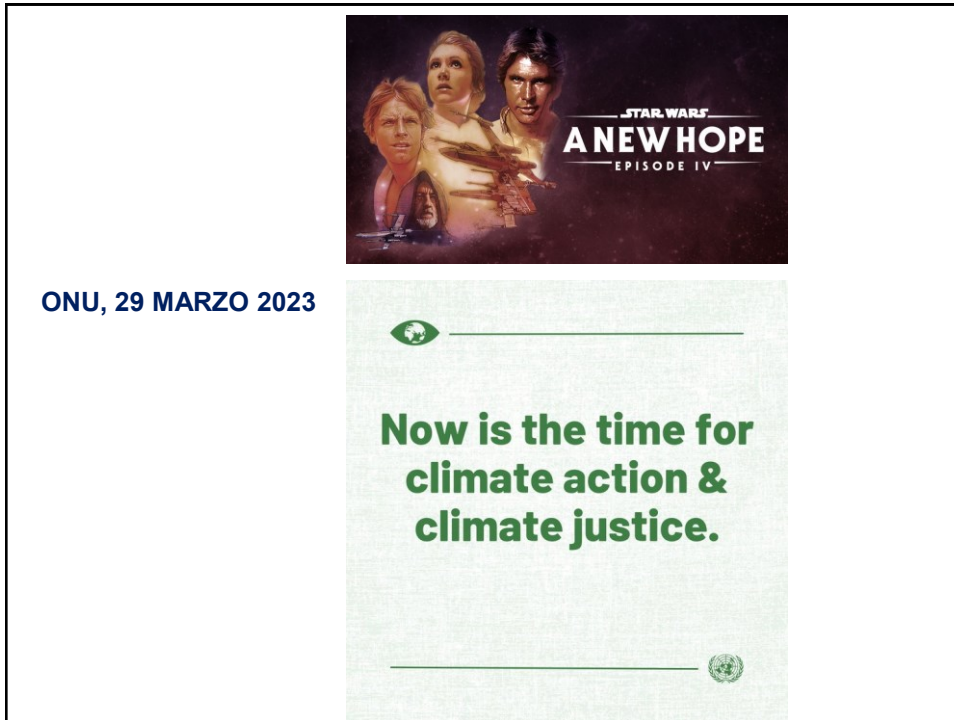 STAR WARS
A NEW HOPE
EPISODE IV
ONU, 29 MARZO 2023
Now is the time for
climate action &
climate justice.